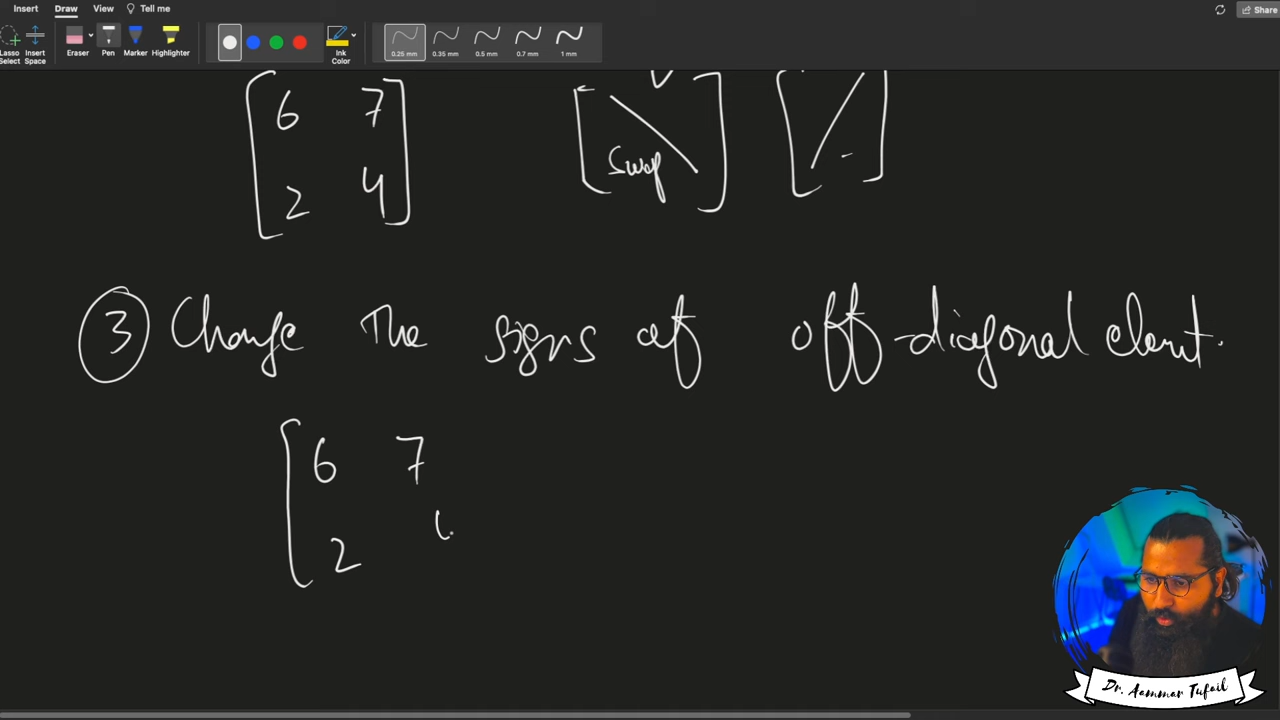 Insert Draw View Tell me Share
Lasso Select Insert Space Eraser Pen Marker Highlighter Ink Color 0.25 mm 0.35 mm 0.5 mm 0.7 mm 1 mm
6 7
2 4
Swap -
3 Change the signs of off-diagonal
6 7
2
Dr. Aammar Tufail